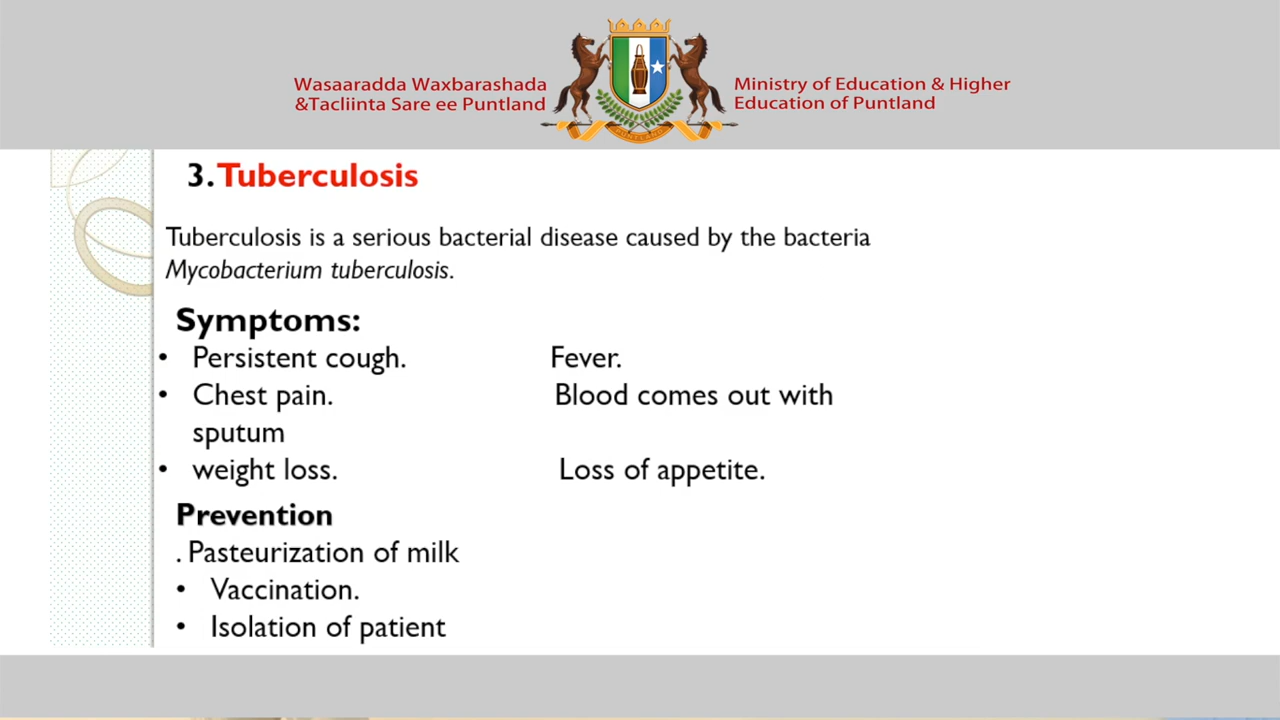 Wasaaradda Waxbarashada
&Tacliinta Sare ee Puntland
Ministry of Education & Higher
Education of Puntland
3. Tuberculosis
Tuberculosis is a serious bacterial disease caused by the bacteria
Mycobacterium tuberculosis.
Symptoms:
• Persistent cough. Fever.
• Chest pain. Blood comes out with
sputum
• weight loss. Loss of appetite.
Prevention
. Pasteurization of milk
• Vaccination.
• Isolation of patient